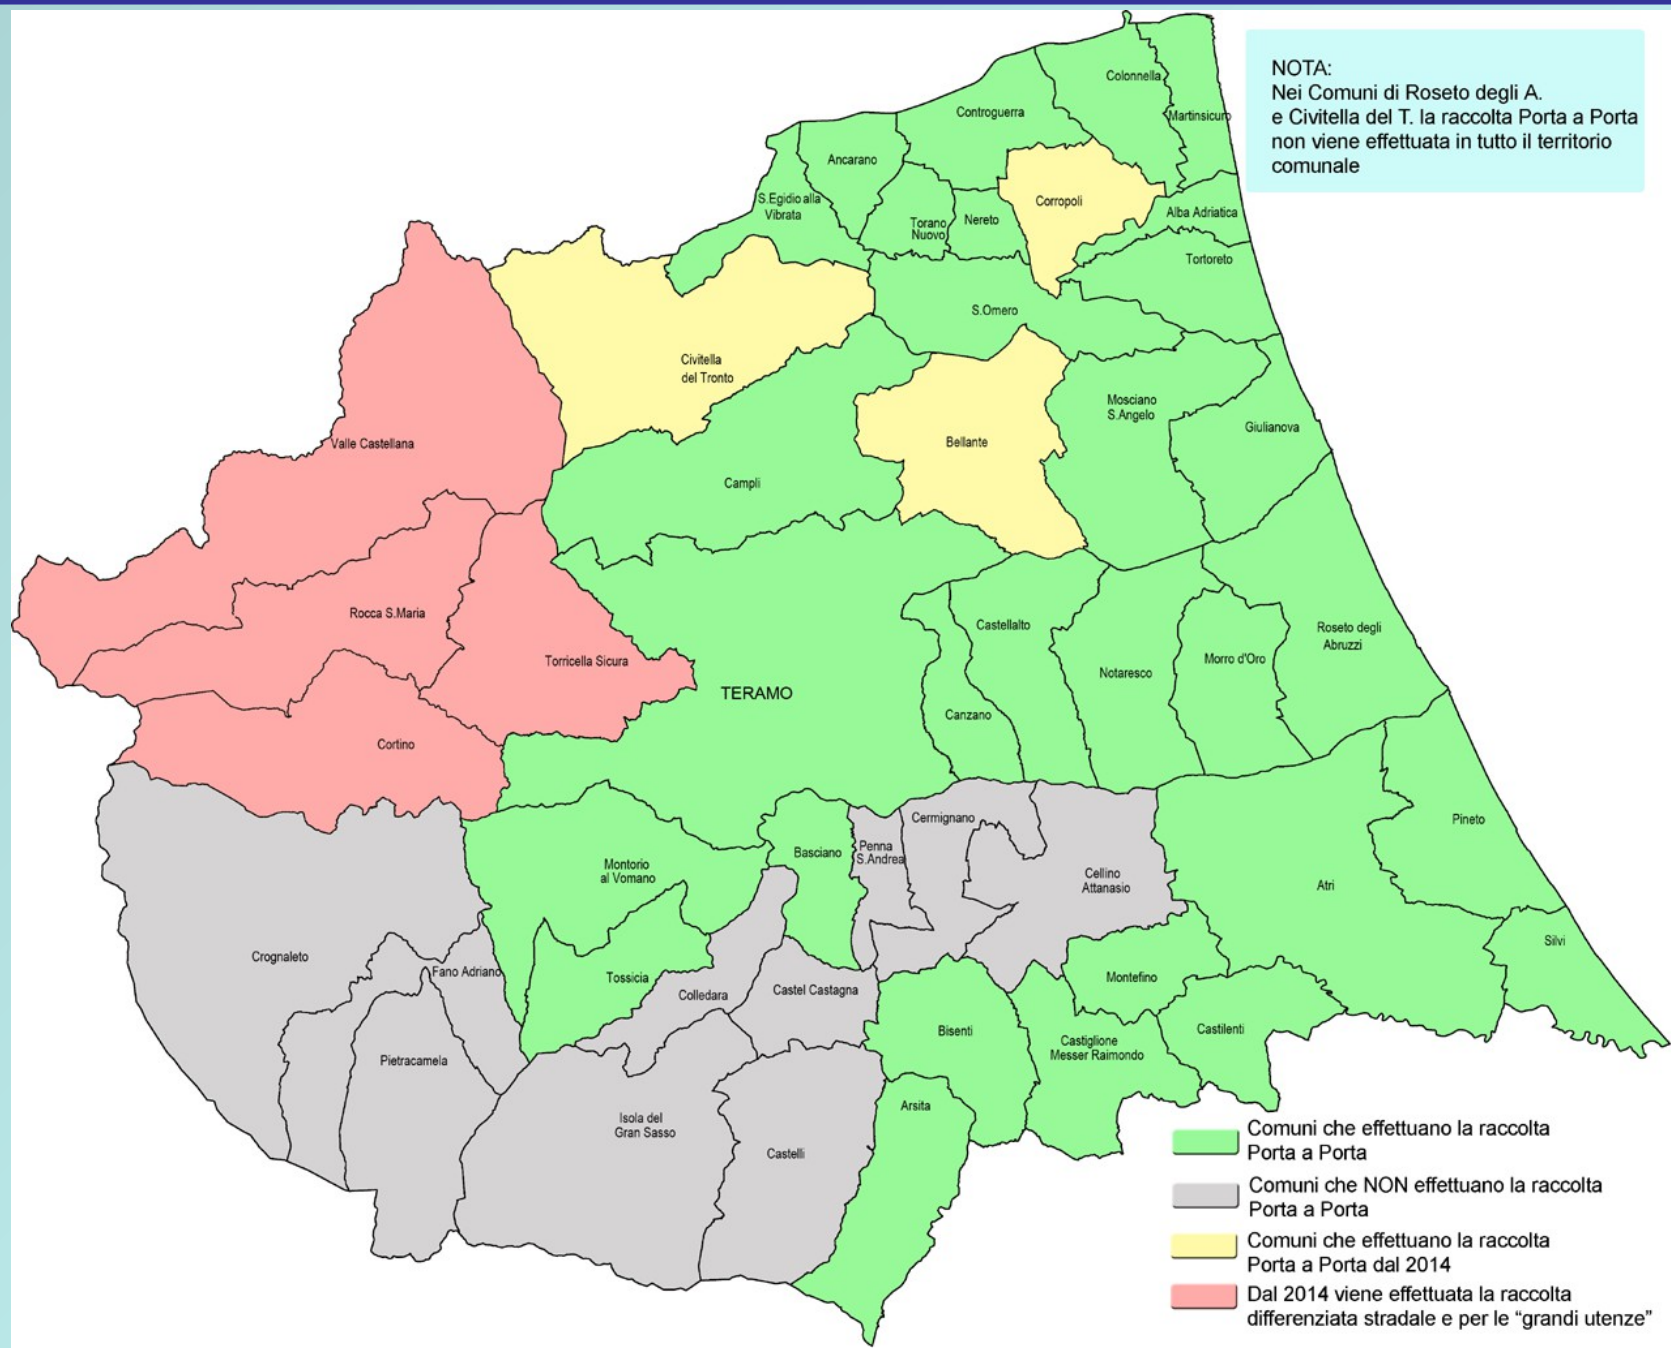 NOTA:
Nei Comuni di Roseto degli A.
e Civitella del T. la raccolta Porta a Porta
non viene effettuata in tutto il territorio
comunale
Colonnella
Martinsicuro
Controguerra
Ancarano
S.Egidio alla
Vibrata
Torano
Nuovo
Nereto
Corropoli
Alba Adriatica
Tortoreto
S.Omero
Civitella
del Tronto
Mosciano
S.Angelo
Giulianova
Bellante
Valle Castellana
Campli
Rocca S.Maria
Torricella Sicura
Castellalto
Roseto degli
Abruzzi
Morro d'Oro
Notaresco
TERAMO
Canzano
Cortino
Pineto
Cermignano
Penna
S.Andrea
Basciano
Montorio
al Vomano
Cellino
Attanasio
Atri
Silvi
Crognaleto
Fano Adriano
Tossicia
Colledara
Castel Castagna
Montefino
Castilenti
Bisenti
Castiglione
Messer Raimondo
Pietracamela
Arsita
Isola del
Gran Sasso
Castelli
Comuni che effettuano la raccolta
Porta a Porta
Comuni che NON effettuano la raccolta
Porta a Porta
Comuni che effettuano la raccolta
Porta a Porta dal 2014
Dal 2014 viene effettuata la raccolta
differenziata stradale e per le “grandi utenze”